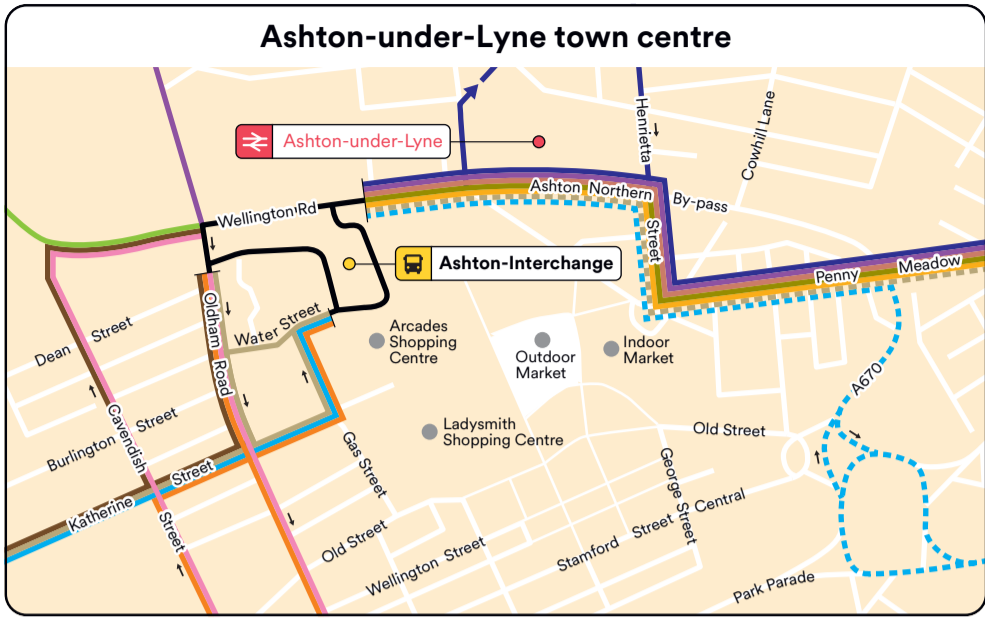 Ashton-under-Lyne town centre
Ashton-under-Lyne
Henrietta
Cowhill Lane
Ashton Northern
By-pass
Wellington Rd
Street
Ashton-Interchange
Penny
Meadow
Oldham
Road
Water Street
Dean Street
Arcades
Shopping
Centre
Outdoor
Market
Indoor
Market
A670
Cavendish
Street
Burlington Street
Ladysmith
Shopping Centre
Old Street
Gas Street
George Street
Katherine Street
Old Street
Wellington Street
Stamford Street Central
Park Parade